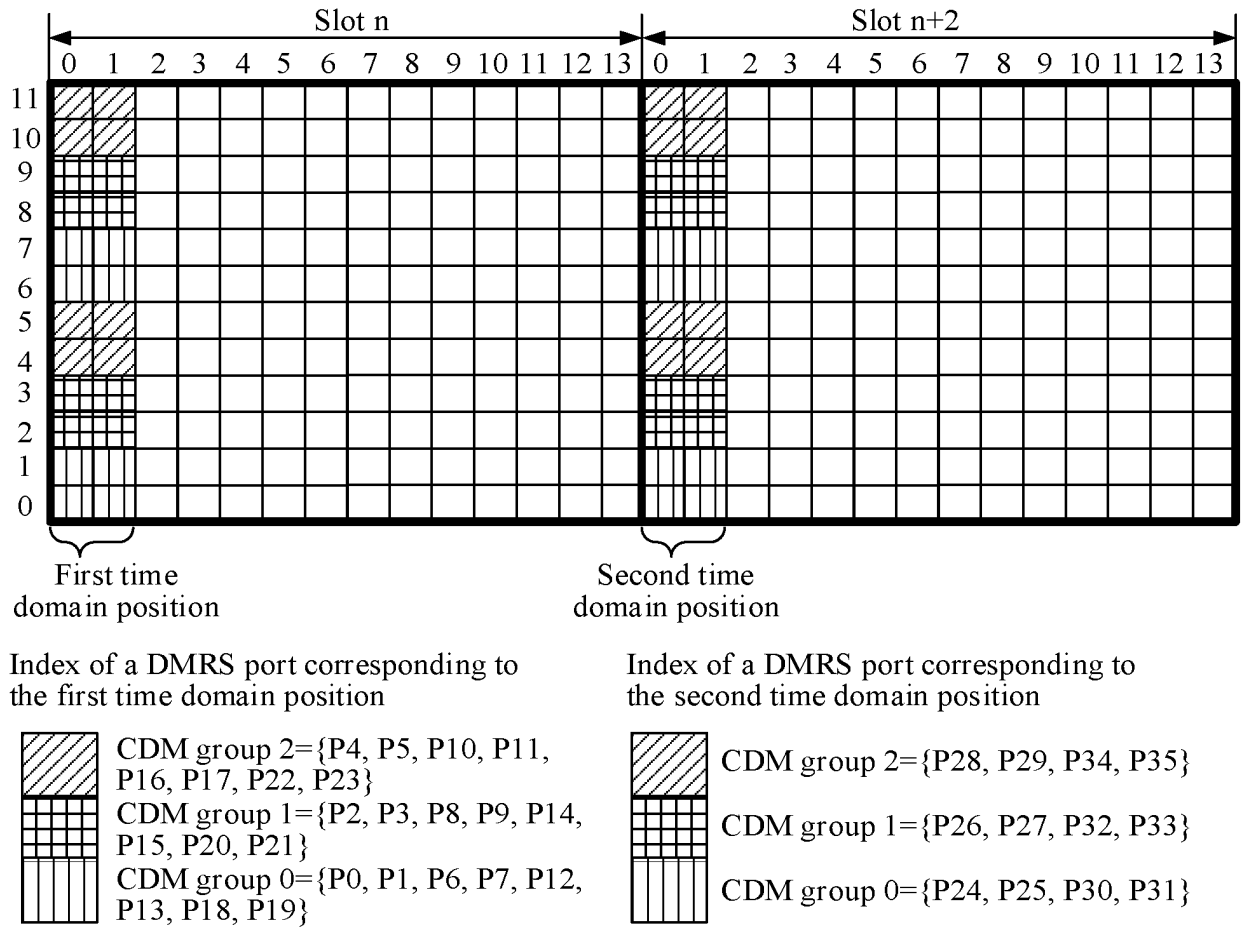 Slot n
Slot n+2
0 1 2 3 4 5 6 7 8 9 10 11 12 13
0 1 2 3 4 5 6 7 8 9 10 11 12 13
11
10
9
8
7
6
5
4
3
2
1
0
First time
domain position
Second time
domain position
Index of a DMRS port corresponding to
the first time domain position
CDM group 2={P4, P5, P10, P11,
P16, P17, P22, P23}
CDM group 1={P2, P3, P8, P9, P14,
P15, P20, P21}
CDM group 0={P0, P1, P6, P7, P12,
P13, P18, P19}
Index of a DMRS port corresponding to
the second time domain position
CDM group 2={P28, P29, P34, P35}
CDM group 1={P26, P27, P32, P33}
CDM group 0={P24, P25, P30, P31}